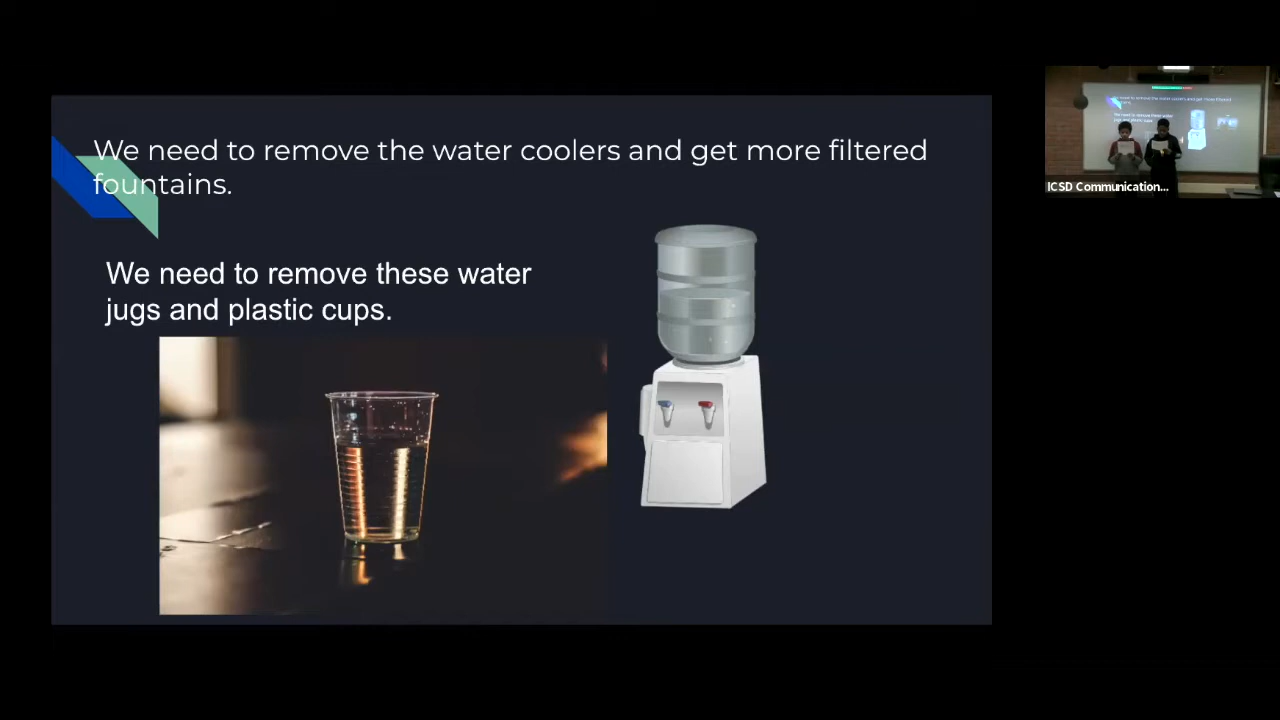 We need to remove the water coolers and get more filtered
fountains.
We need to remove these water
jugs and plastic cups.
ICSD Communication...